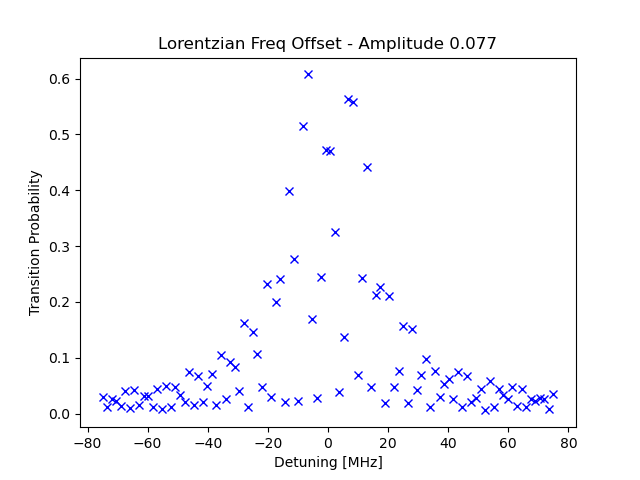 Lorentzian Freq Offset - Amplitude 0.077
Transition Probability
0.6
0.5
0.4
0.3
0.2
0.1
0.0
−80 −60 −40 −20 0 20 40 60 80
Detuning [MHz]